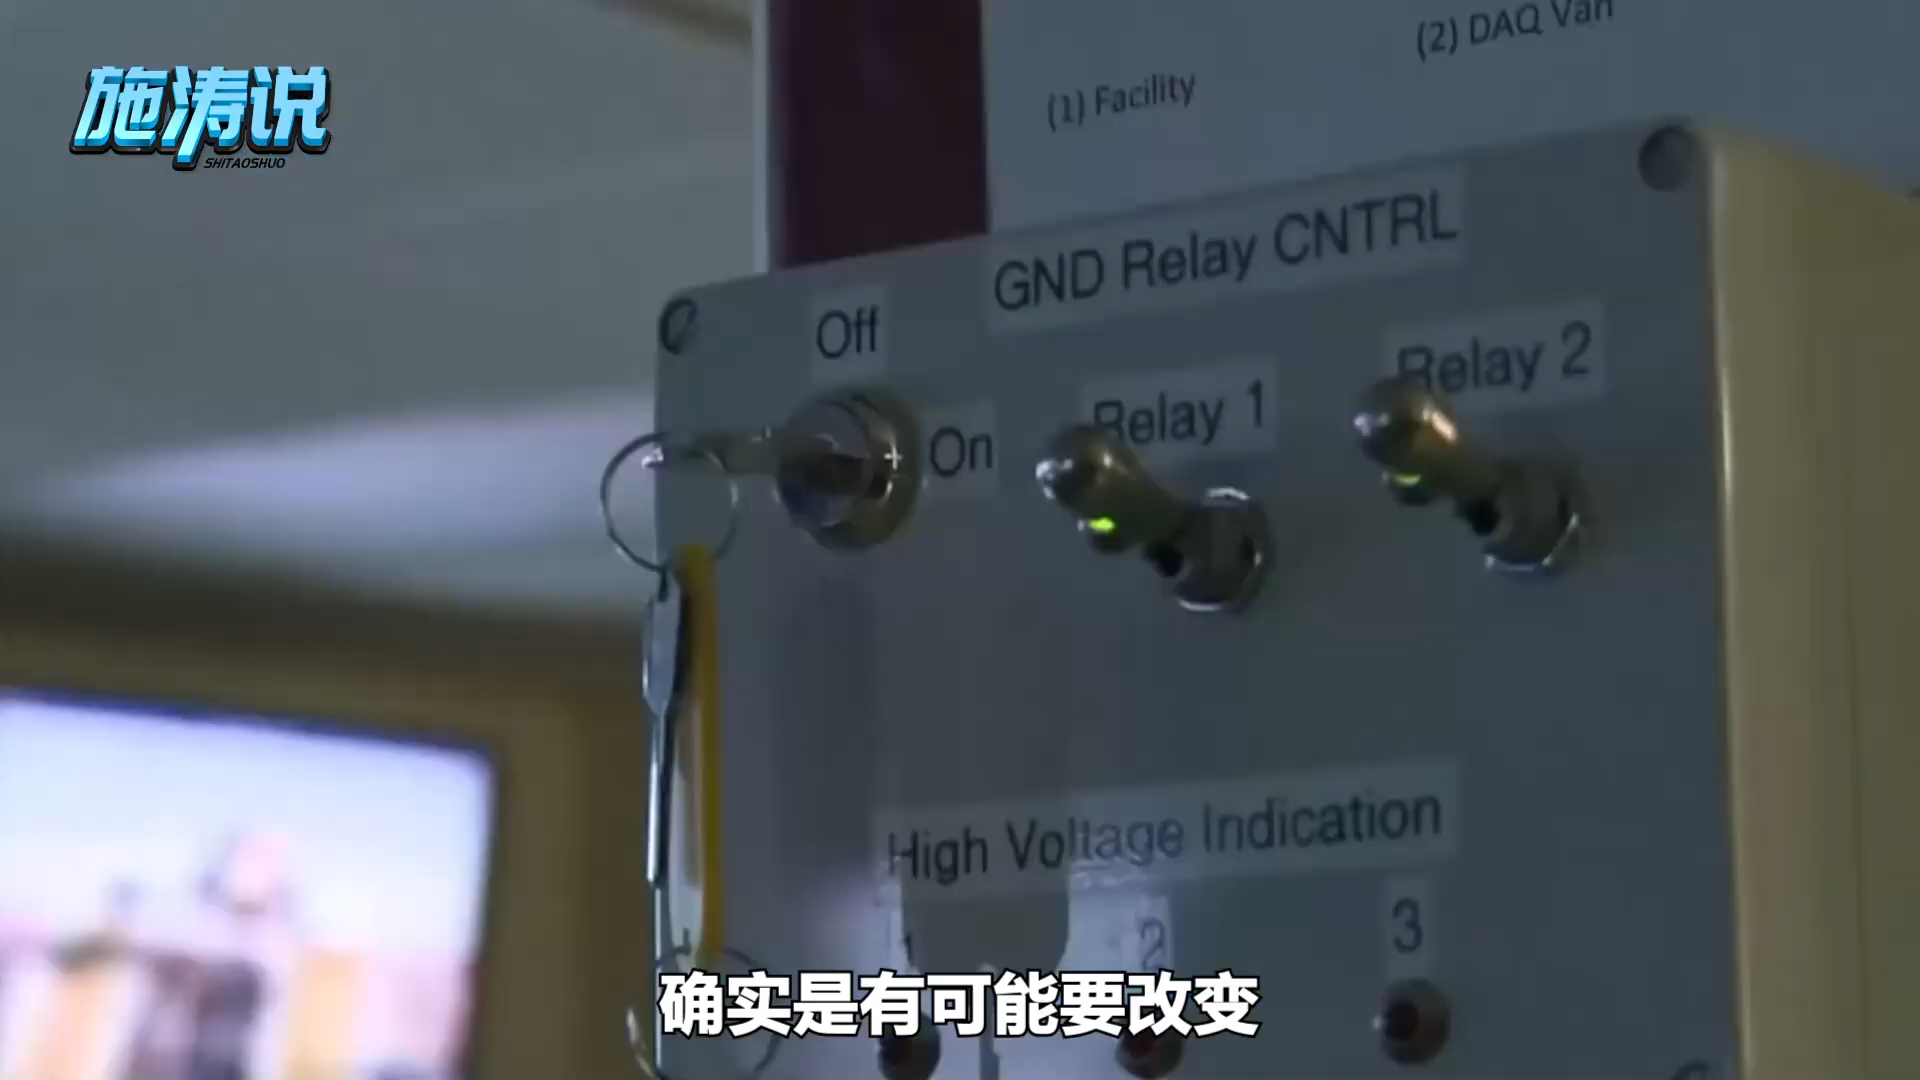 施涛说
SHITAOSHUO
(1) Facility
(2) DAQ Van
GND Relay CNTRL
Off
On
Relay 1
Relay 2
High Voltage Indication
1
2
3
确实是有可能要改变